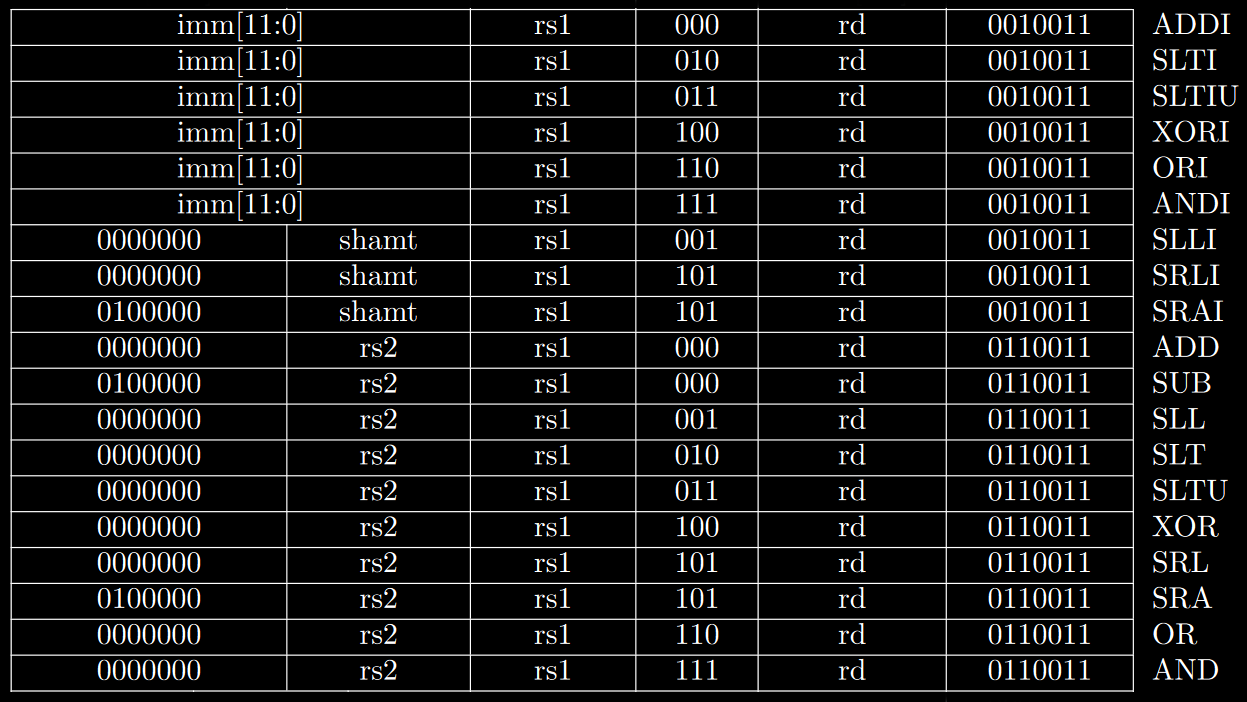 imm[11:0] rs1 000 rd 0010011 ADDI
imm[11:0] rs1 010 rd 0010011 SLTI
imm[11:0] rs1 011 rd 0010011 SLTIU
imm[11:0] rs1 100 rd 0010011 XORI
imm[11:0] rs1 110 rd 0010011 ORI
imm[11:0] rs1 111 rd 0010011 ANDI
0000000 shamt rs1 001 rd 0010011 SLLI
0000000 shamt rs1 101 rd 0010011 SRLI
0100000 shamt rs1 101 rd 0010011 SRAI
0000000 rs2 rs1 000 rd 0110011 ADD
0100000 rs2 rs1 000 rd 0110011 SUB
0000000 rs2 rs1 001 rd 0110011 SLL
0000000 rs2 rs1 010 rd 0110011 SLT
0000000 rs2 rs1 011 rd 0110011 SLTU
0000000 rs2 rs1 100 rd 0110011 XOR
0000000 rs2 rs1 101 rd 0110011 SRL
0100000 rs2 rs1 101 rd 0110011 SRA
0000000 rs2 rs1 110 rd 0110011 OR
0000000 rs2 rs1 111 rd 0110011 AND